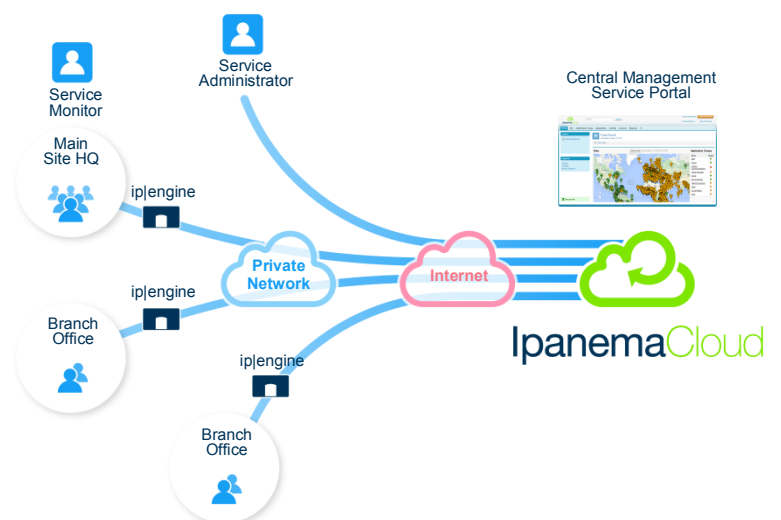 Service
Administrator
Service
Monitor
Central Management
Service Portal
Main
Site HQ
ip|engine
Private
Network
Internet
ip|engine
Branch
Office
IpanemaCloud
ip|engine
Branch
Office